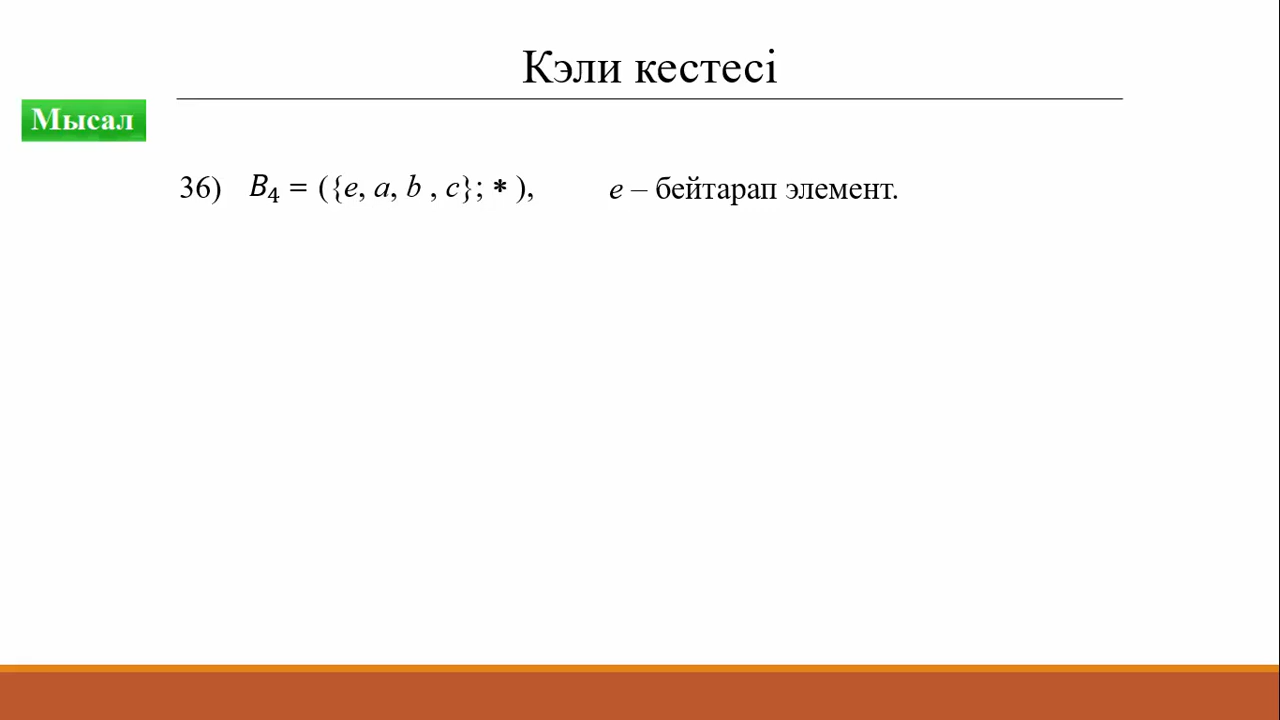 Кэли кестесі
Мысал
36) B₄ = ({e, a, b , c}; * ), e – бейтарап элемент.